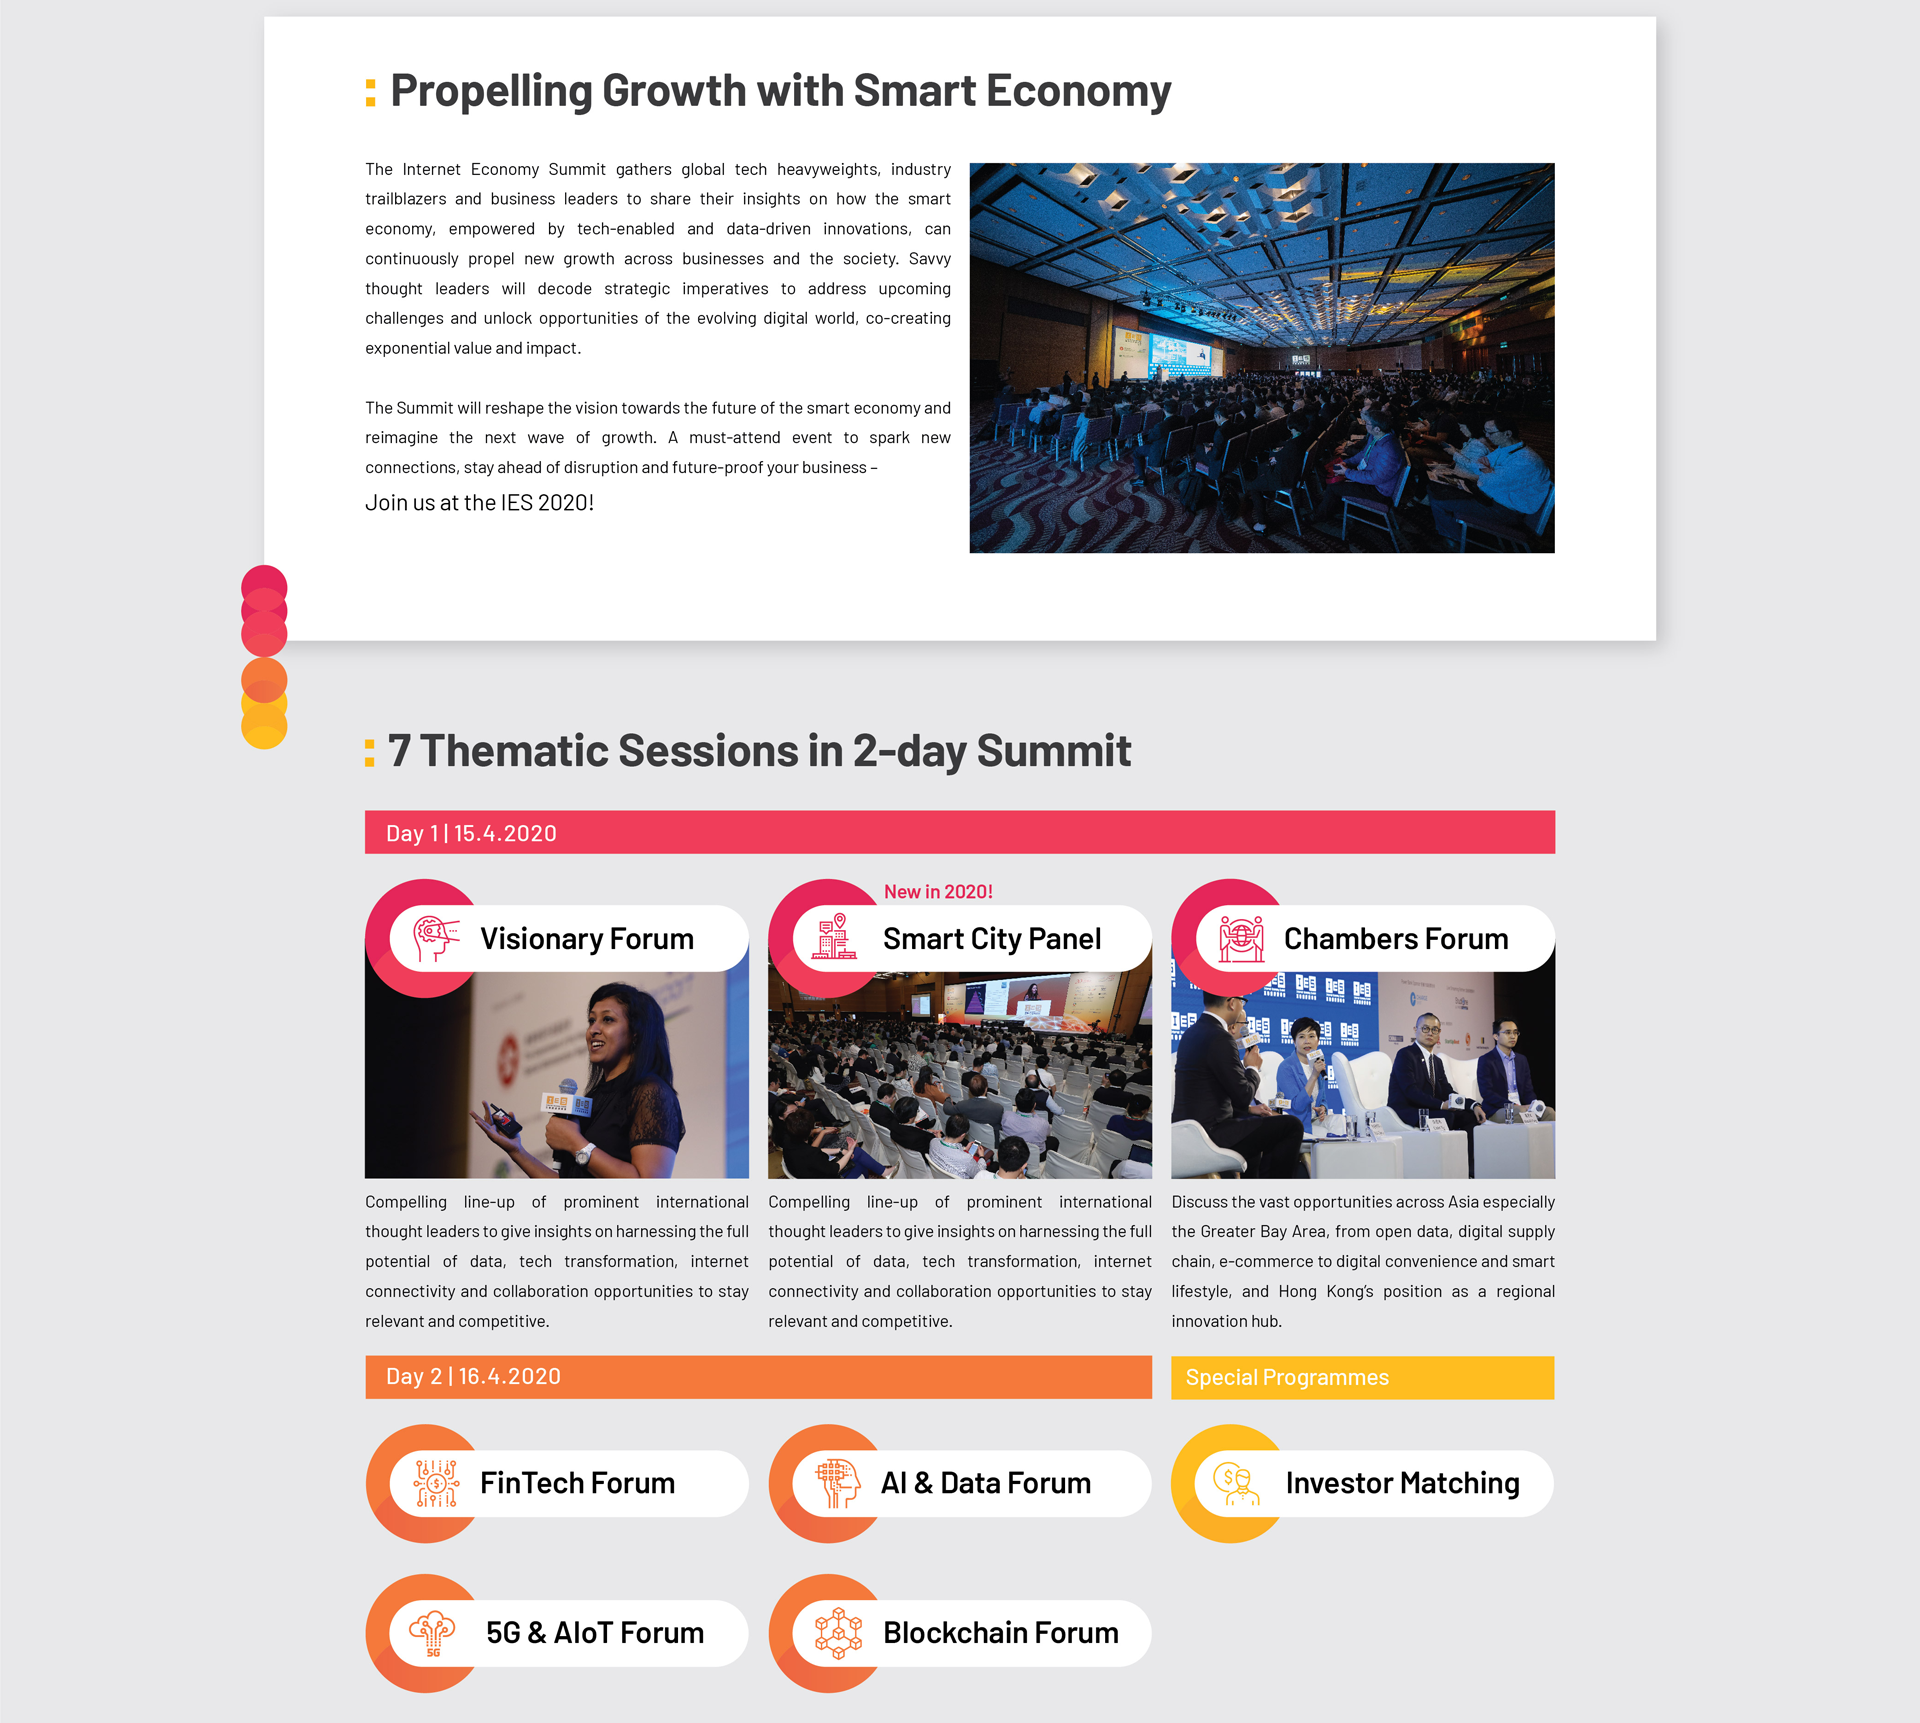 Propelling Growth with Smart Economy
The Internet Economy Summit gathers global tech heavyweights, industry
trailblazers and business leaders to share their insights on how the smart
economy, empowered by tech-enabled and data-driven innovations, can
continuously propel new growth across businesses and the society. Savvy
thought leaders will decode strategic imperatives to address upcoming
challenges and unlock opportunities of the evolving digital world, co-creating
exponential value and impact.
The Summit will reshape the vision towards the future of the smart economy and
reimagine the next wave of growth. A must-attend event to spark new
connections, stay ahead of disruption and future-proof your business –
Join us at the IES 2020!
7 Thematic Sessions in 2-day Summit
Day 1 | 15.4.2020
Visionary Forum
New in 2020!
Smart City Panel
Chambers Forum
Compelling line-up of prominent international
thought leaders to give insights on harnessing the full
potential of data, tech transformation, internet
connectivity and collaboration opportunities to stay
relevant and competitive.
Compelling line-up of prominent international
thought leaders to give insights on harnessing the full
potential of data, tech transformation, internet
connectivity and collaboration opportunities to stay
relevant and competitive.
Discuss the vast opportunities across Asia especially
the Greater Bay Area, from open data, digital supply
chain, e-commerce to digital convenience and smart
lifestyle, and Hong Kong's position as a regional
innovation hub.
Day 2 | 16.4.2020
Special Programmes
FinTech Forum
AI & Data Forum
Investor Matching
5G
5G & AIoT Forum
Blockchain Forum